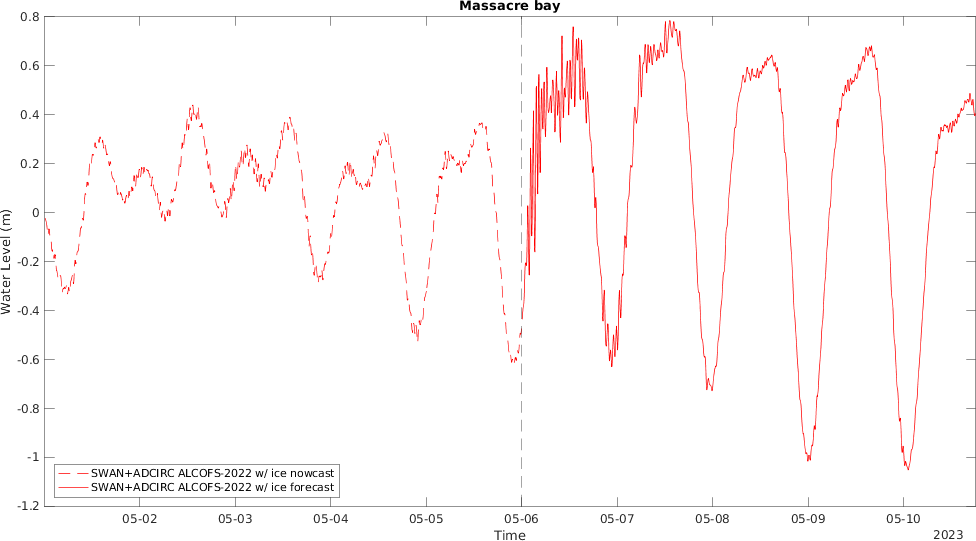 Massacre bay
Water Level (m)
0.8
0.6
0.4
0.2
0
-0.2
-0.4
-0.6
-0.8
-1
-1.2
SWAN+ADCIRC ALCOFS-2022 w/ ice nowcast
SWAN+ADCIRC ALCOFS-2022 w/ ice forecast
05-02 05-03 05-04 05-05 05-06 05-07 05-08 05-09 05-10
Time
2023